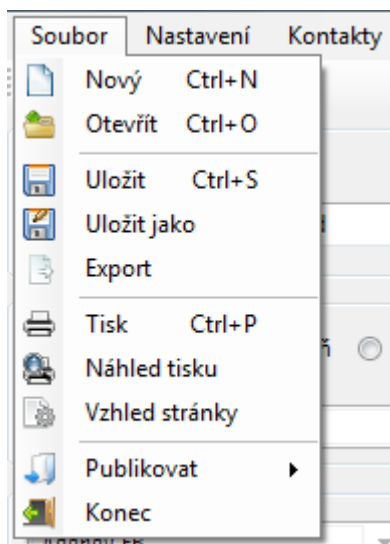 Soubor Nastavení Kontakty
Nový Ctrl+N
Otevřít Ctrl+O
Uložit Ctrl+S
Uložit jako
Export
Tisk Ctrl+P
Náhled tisku
Vzhled stránky
Publikovat
Konec